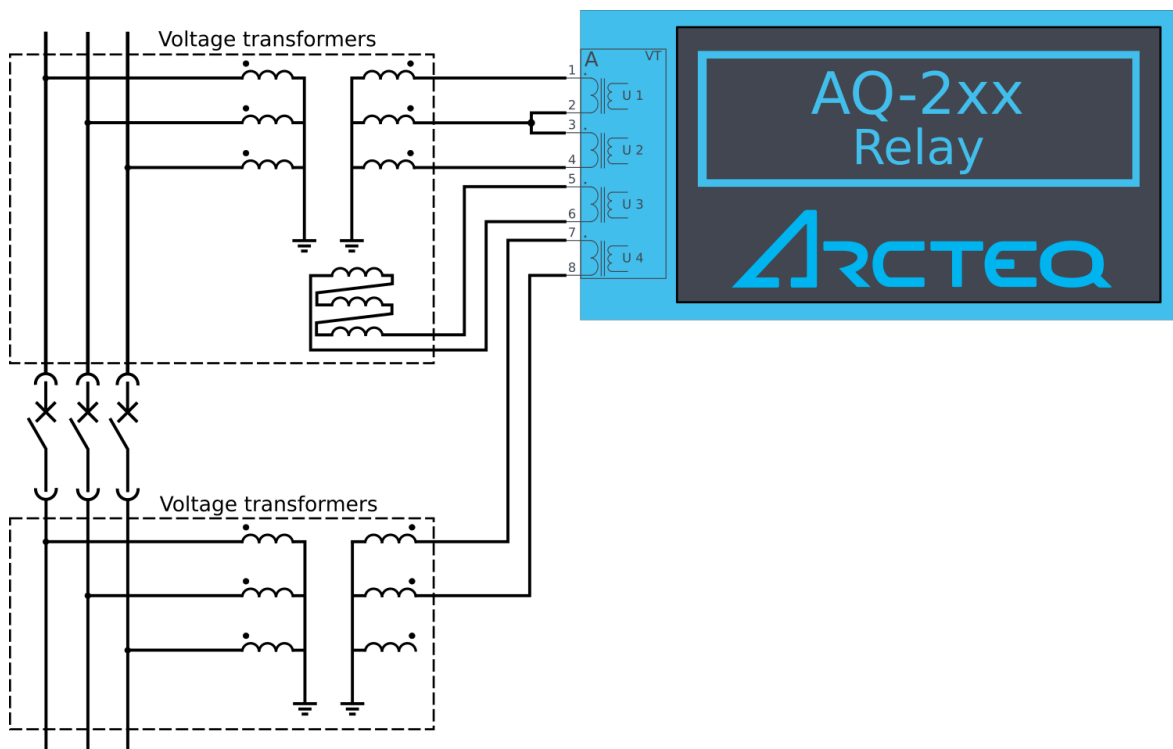 Voltage transformers
A
VT
1
U 1
2
3
U 2
4
5
U 3
6
7
U 4
8
AQ-2xx
Relay
ARCTEQ
Voltage transformers